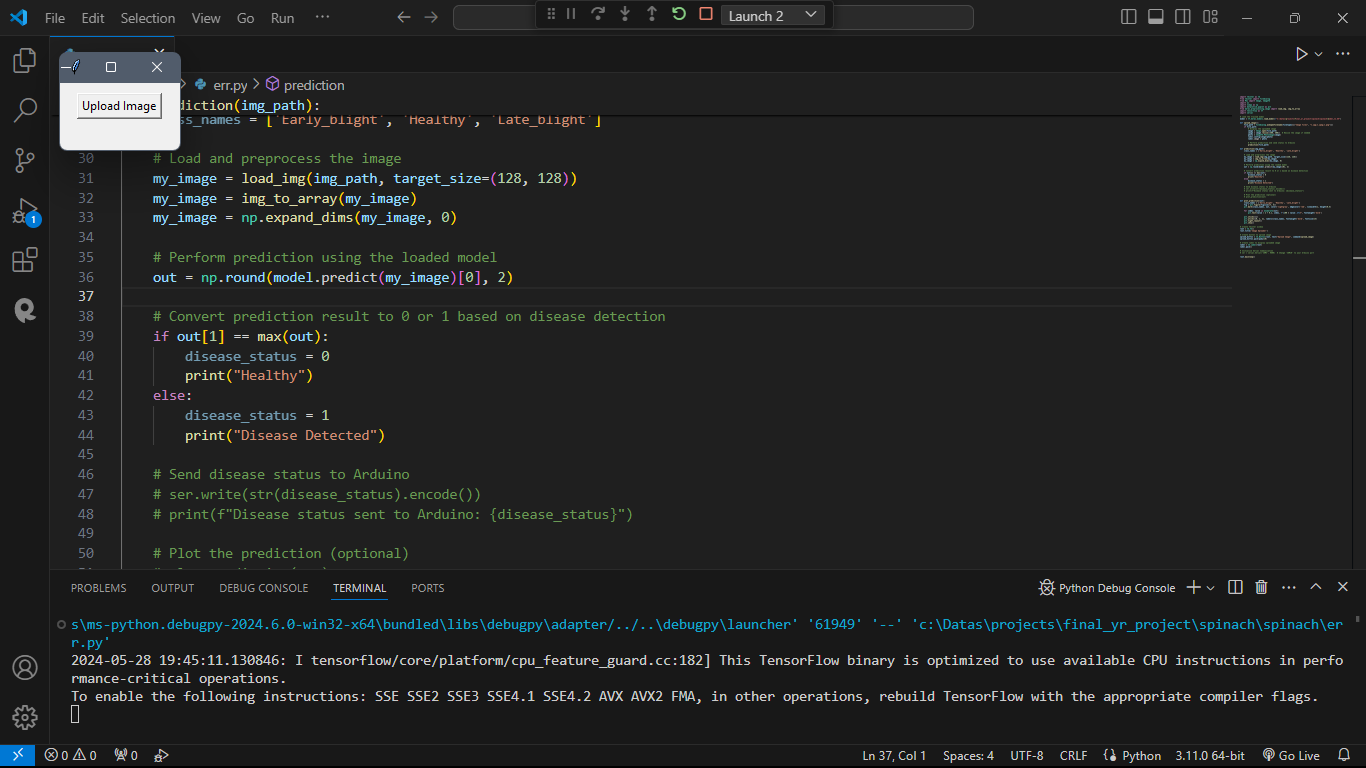 File Edit Selection View Go Run ···
Launch 2
Upload Image
err.py > prediction
diction(img_path):
ss_names = ['Early_blight', 'Healthy', 'Late_blight']
30 # Load and preprocess the image
31 my_image = load_img(img_path, target_size=(128, 128))
32 my_image = img_to_array(my_image)
33 my_image = np.expand_dims(my_image, 0)
34
35 # Perform prediction using the loaded model
36 out = np.round(model.predict(my_image)[0], 2)
37
38 # Convert prediction result to 0 or 1 based on disease detection
39 if out[1] == max(out):
40 disease_status = 0
41 print("Healthy")
42 else:
43 disease_status = 1
44 print("Disease Detected")
45
46 # Send disease status to Arduino
47 # ser.write(str(disease_status).encode())
48 # print(f"Disease status sent to Arduino: {disease_status}")
49
50 # Plot the prediction (optional)
1
PROBLEMS OUTPUT DEBUG CONSOLE TERMINAL PORTS
Python Debug Console
s\ms-python.debugpy-2024.6.0-win32-x64\bundled\libs\debugpy\adapter/../..\debugpy\launcher' '61949' '--' 'c:\Datas\projects\final_yr_project\spinach\spinach\er
r.py'
2024-05-28 19:45:11.130846: I tensorflow/core/platform/cpu_feature_guard.cc:182] This TensorFlow binary is optimized to use available CPU instructions in perfo
rmance-critical operations.
To enable the following instructions: SSE SSE2 SSE3 SSE4.1 SSE4.2 AVX AVX2 FMA, in other operations, rebuild TensorFlow with the appropriate compiler flags.
0 0 0 Ln 37, Col 1 Spaces: 4 UTF-8 CRLF Python 3.11.0 64-bit Go Live